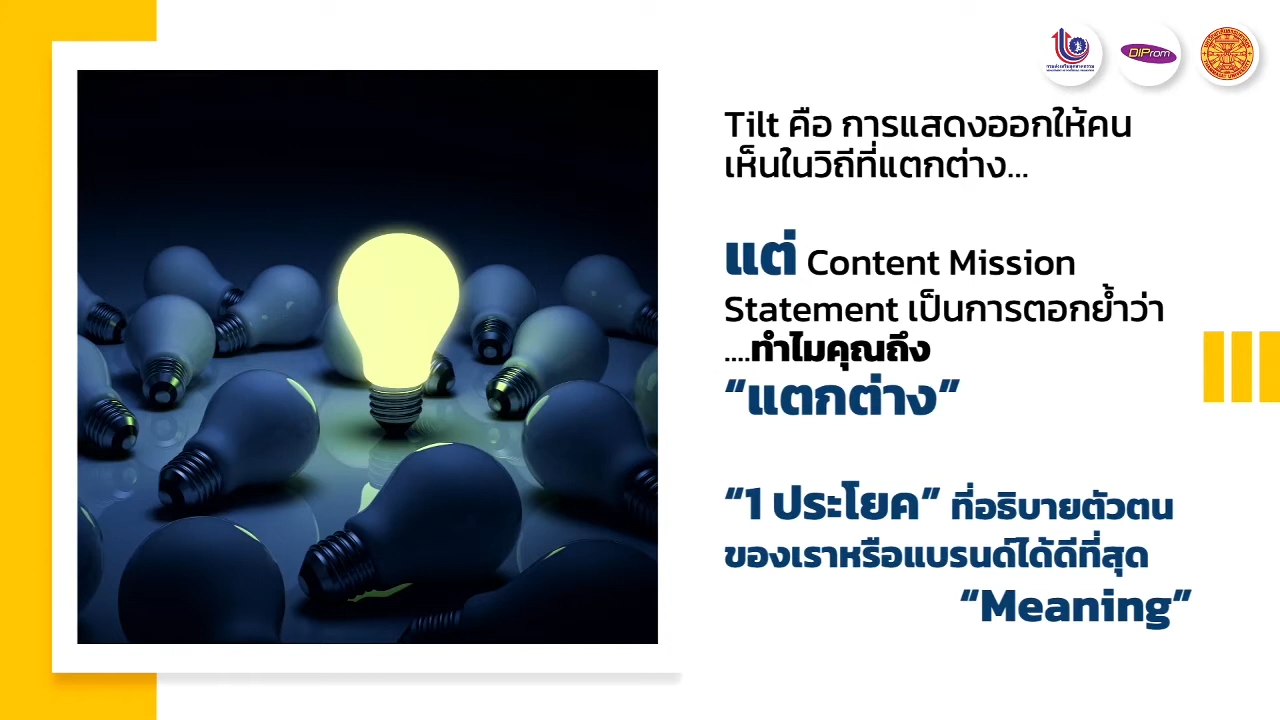 DIProm
Tilt คือ การแสดงออกให้คน
เห็นในวิถีที่แตกต่าง...
แต่ Content Mission
Statement เป็นการตอกย้ำว่า
....ทำไมคุณถึง
“แตกต่าง”
“1 ประโยค” ที่อธิบายตัวตน
ของเราหรือแบรนด์ได้ดีที่สุด
“Meaning”